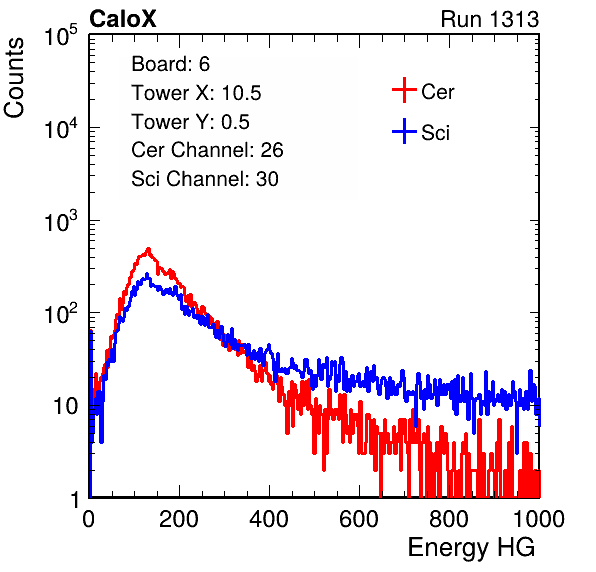 CaloX Run 1313
Counts
10^5
10^4
10^3
10^2
10
1
Board: 6
Tower X: 10.5
Tower Y: 0.5
Cer Channel: 26
Sci Channel: 30
Cer
Sci
0 200 400 600 800 1000
Energy HG